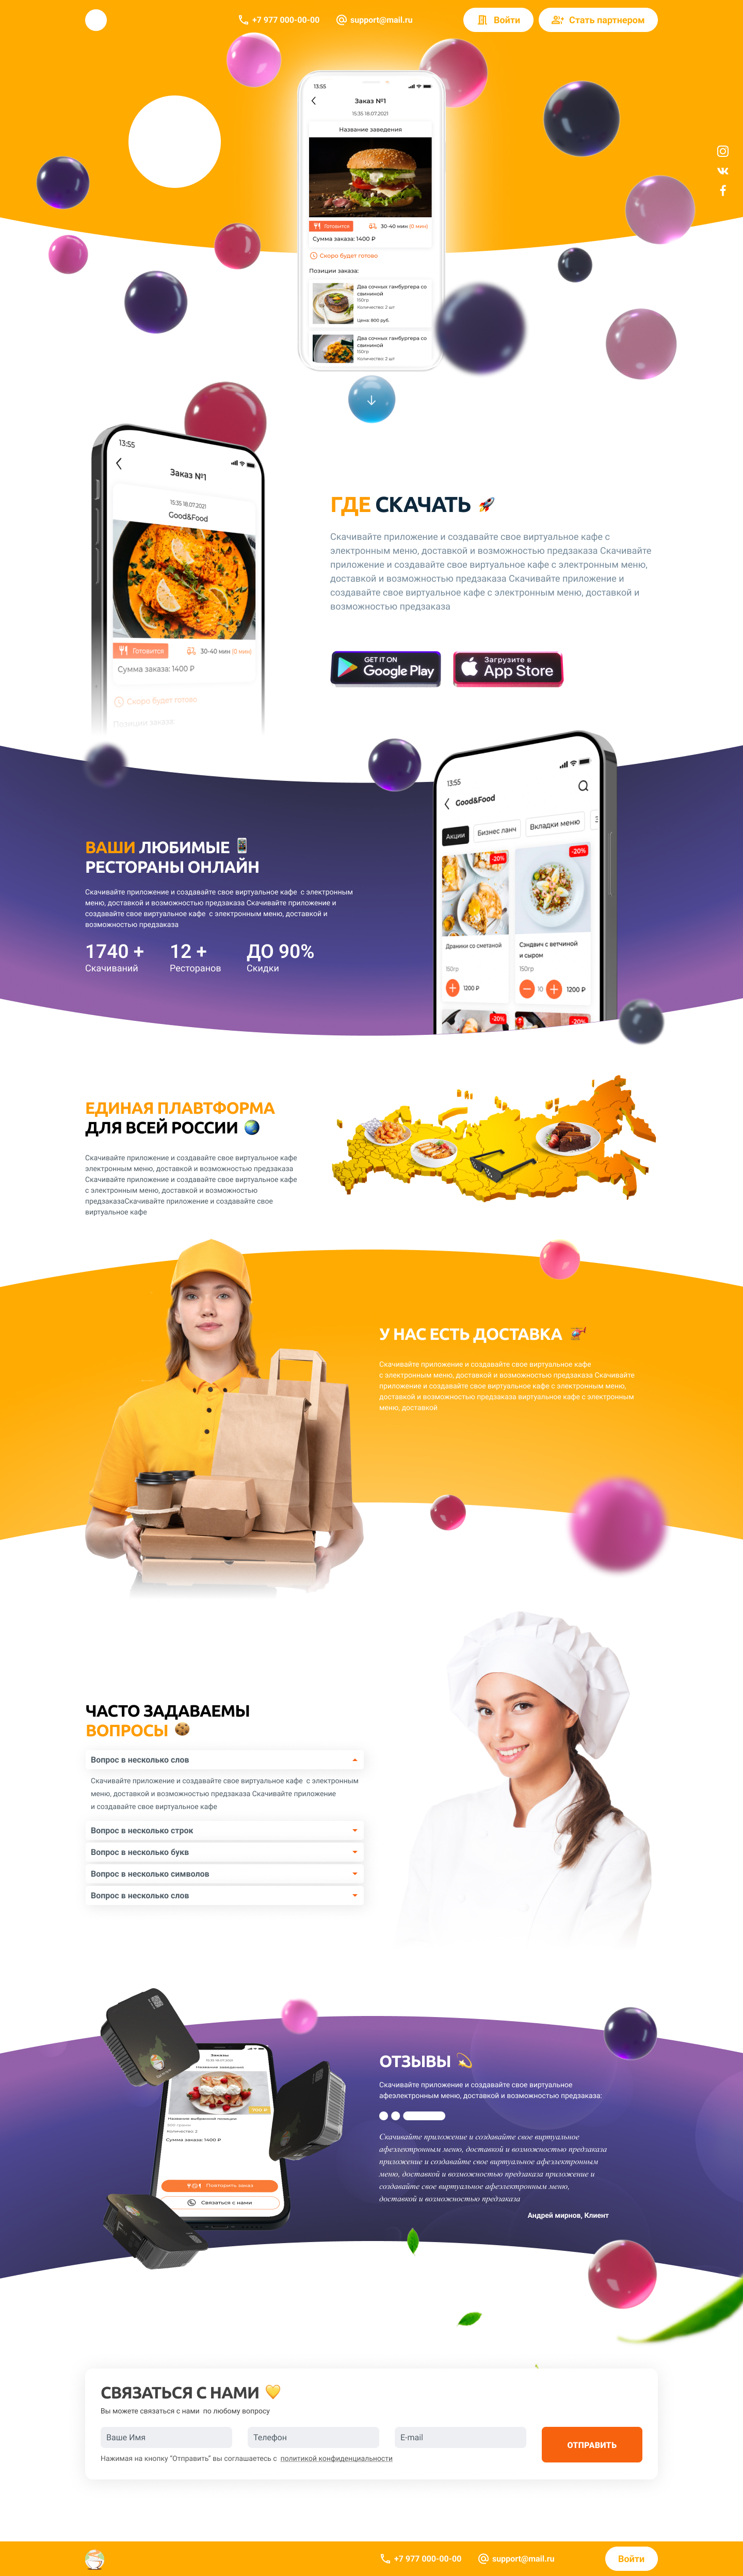 +7 977 000-00-00
support@mail.ru
Войти
Стать партнером
13:55
Заказ №1
15:35 18.07.2021
Название заведения
Готовится
30-40 мин (0 мин)
Сумма заказа: 1400 ₽
Скоро будет готово
Позиции заказа:
Два сочных гамбургера со
свининой
150гр
Количество: 2 шт
Цена: 800 руб.
Два сочных гамбургера со
свининой
150гр
Количество: 2 шт
13:55
Заказ №1
15:35 18.07.2021
Good&Food
Готовится
30-40 мин (0 мин)
Сумма заказа: 1400 ₽
Скоро будет готово
Позиции заказа:
ГДЕ СКАЧАТЬ
Скачивайте приложение и создавайте свое виртуальное кафе с
электронным меню, доставкой и возможностью предзаказа Скачивайте
приложение и создавайте свое виртуальное кафе с электронным меню,
доставкой и возможностью предзаказа Скачивайте приложение и
создавайте свое виртуальное кафе с электронным меню, доставкой и
возможностью предзаказа
GET IT ON
Google Play
Загрузите в
App Store
ВАШИ ЛЮБИМЫЕ
РЕСТОРАНЫ ОНЛАЙН
Скачивайте приложение и создавайте свое виртуальное кафе с электронным
меню, доставкой и возможностью предзаказа Скачивайте приложение и
создавайте свое виртуальное кафе с электронным меню, доставкой и
возможностью предзаказа
1740 +
Скачиваний
12 +
Ресторанов
ДО 90%
Скидки
13:55
Good&Food
Акции
Бизнес ланч
Вкладки меню
-20%
-20%
Драники со сметаной
150гр
1200 ₽
Сэндвич с ветчиной
и сыром
150гр
10
1200 ₽
-20%
-20%
ЕДИНАЯ ПЛАВТФОРМА
ДЛЯ ВСЕЙ РОССИИ
Скачивайте приложение и создавайте свое виртуальное кафе
электронным меню, доставкой и возможностью предзаказа
Скачивайте приложение и создавайте свое виртуальное кафе
с электронным меню, доставкой и возможностью
предзаказаСкачивайте приложение и создавайте свое
виртуальное кафе
У НАС ЕСТЬ ДОСТАВКА
Скачивайте приложение и создавайте свое виртуальное кафе
с электронным меню, доставкой и возможностью предзаказа Скачивайте
приложение и создавайте свое виртуальное кафе с электронным меню,
доставкой и возможностью предзаказа виртуальное кафе с электронным
меню, доставкой
ЧАСТО ЗАДАВАЕМЫ
ВОПРОСЫ
Вопрос в несколько слов
Скачивайте приложение и создавайте свое виртуальное кафе с электронным
меню, доставкой и возможностью предзаказа Скачивайте приложение
и создавайте свое виртуальное кафе
Вопрос в несколько строк
Вопрос в несколько букв
Вопрос в несколько символов
Вопрос в несколько слов
Заказы
15:35 18.07.2021
Название заведения
Название выбранной позиции
Количество: 2
Сумма заказа: 1400 ₽
Повторить заказ
Связаться с нами
ОТЗЫВЫ
Скачивайте приложение и создавайте свое виртуальное
афеэлектронным меню, доставкой и возможностью предзаказа:
Скачивайте приложение и создавайте свое виртуальное
афеэлектронным меню, доставкой и возможностью предзаказа
приложение и создавайте свое виртуальное афеэлектронным
меню, доставкой и возможностью предзаказа приложение и
создавайте свое виртуальное афеэлектронным меню,
доставкой и возможностью предзаказа
Андрей мирнов, Клиент
СВЯЗАТЬСЯ С НАМИ
Вы можете связаться с нами по любому вопросу
Ваше Имя
Телефон
E-mail
ОТПРАВИТЬ
Нажимая на кнопку "Отправить" вы соглашаетесь с политикой конфиденциальности
+7 977 000-00-00
support@mail.ru
Войти